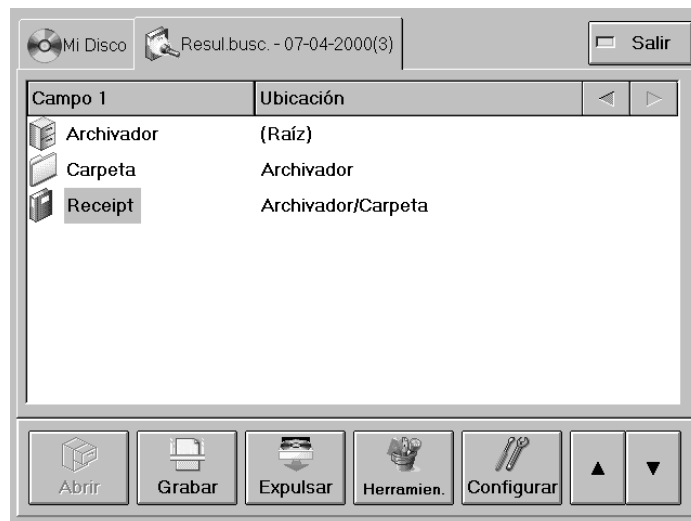 Mi Disco Resul.busc. - 07-04-2000(3) Salir
Campo 1 Ubicación
Archivador (Raíz)
Carpeta Archivador
Receipt Archivador/Carpeta
Abrir Grabar Expulsar Herramien. Configurar